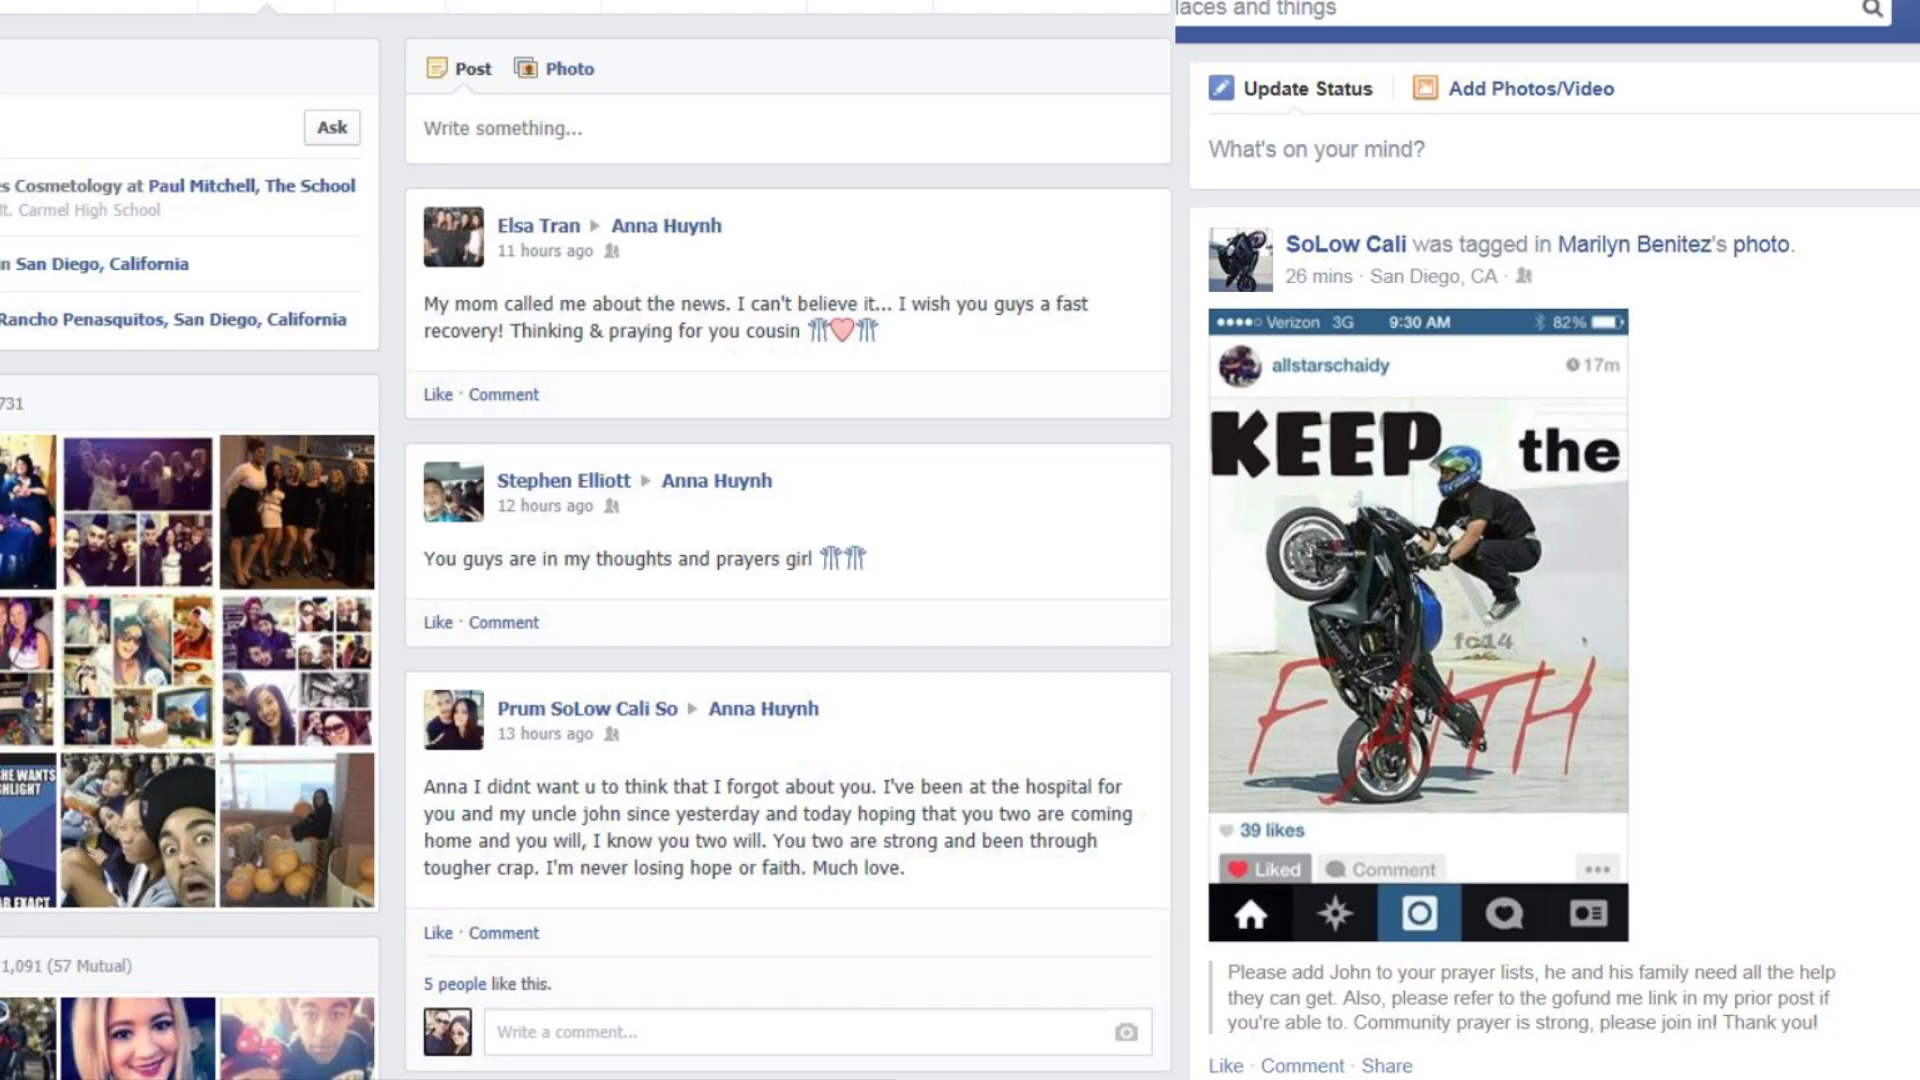 Ask
s Cosmetology at Paul Mitchell, The School
t. Carmel High School
n San Diego, California
Rancho Penasquitos, San Diego, California
731
HE WANTS
HLIGHT
AR EXACT
1,091 (57 Mutual)
Post Photo
Write something...
Elsa Tran Anna Huynh
11 hours ago
My mom called me about the news. I can't believe it... I wish you guys a fast
recovery! Thinking & praying for you cousin
Like · Comment
Stephen Elliott Anna Huynh
12 hours ago
You guys are in my thoughts and prayers girl
Like · Comment
Prum SoLow Cali So Anna Huynh
13 hours ago
Anna I didnt want u to think that I forgot about you. I've been at the hospital for
you and my uncle john since yesterday and today hoping that you two are coming
home and you will, I know you two will. You two are strong and been through
tougher crap. I'm never losing hope or faith. Much love.
Like · Comment
5 people like this.
Write a comment...
laces and things
Update Status Add Photos/Video
What's on your mind?
SoLow Cali was tagged in Marilyn Benitez's photo.
26 mins · San Diego, CA ·
Verizon 3G 9:30 AM 82%
allstarschaidy 17m
KEEP the
SUZUKI
fc14
FAITH
39 likes
Liked Comment
Please add John to your prayer lists, he and his family need all the help
they can get. Also, please refer to the gofund me link in my prior post if
you're able to. Community prayer is strong, please join in! Thank you!
Like · Comment · Share